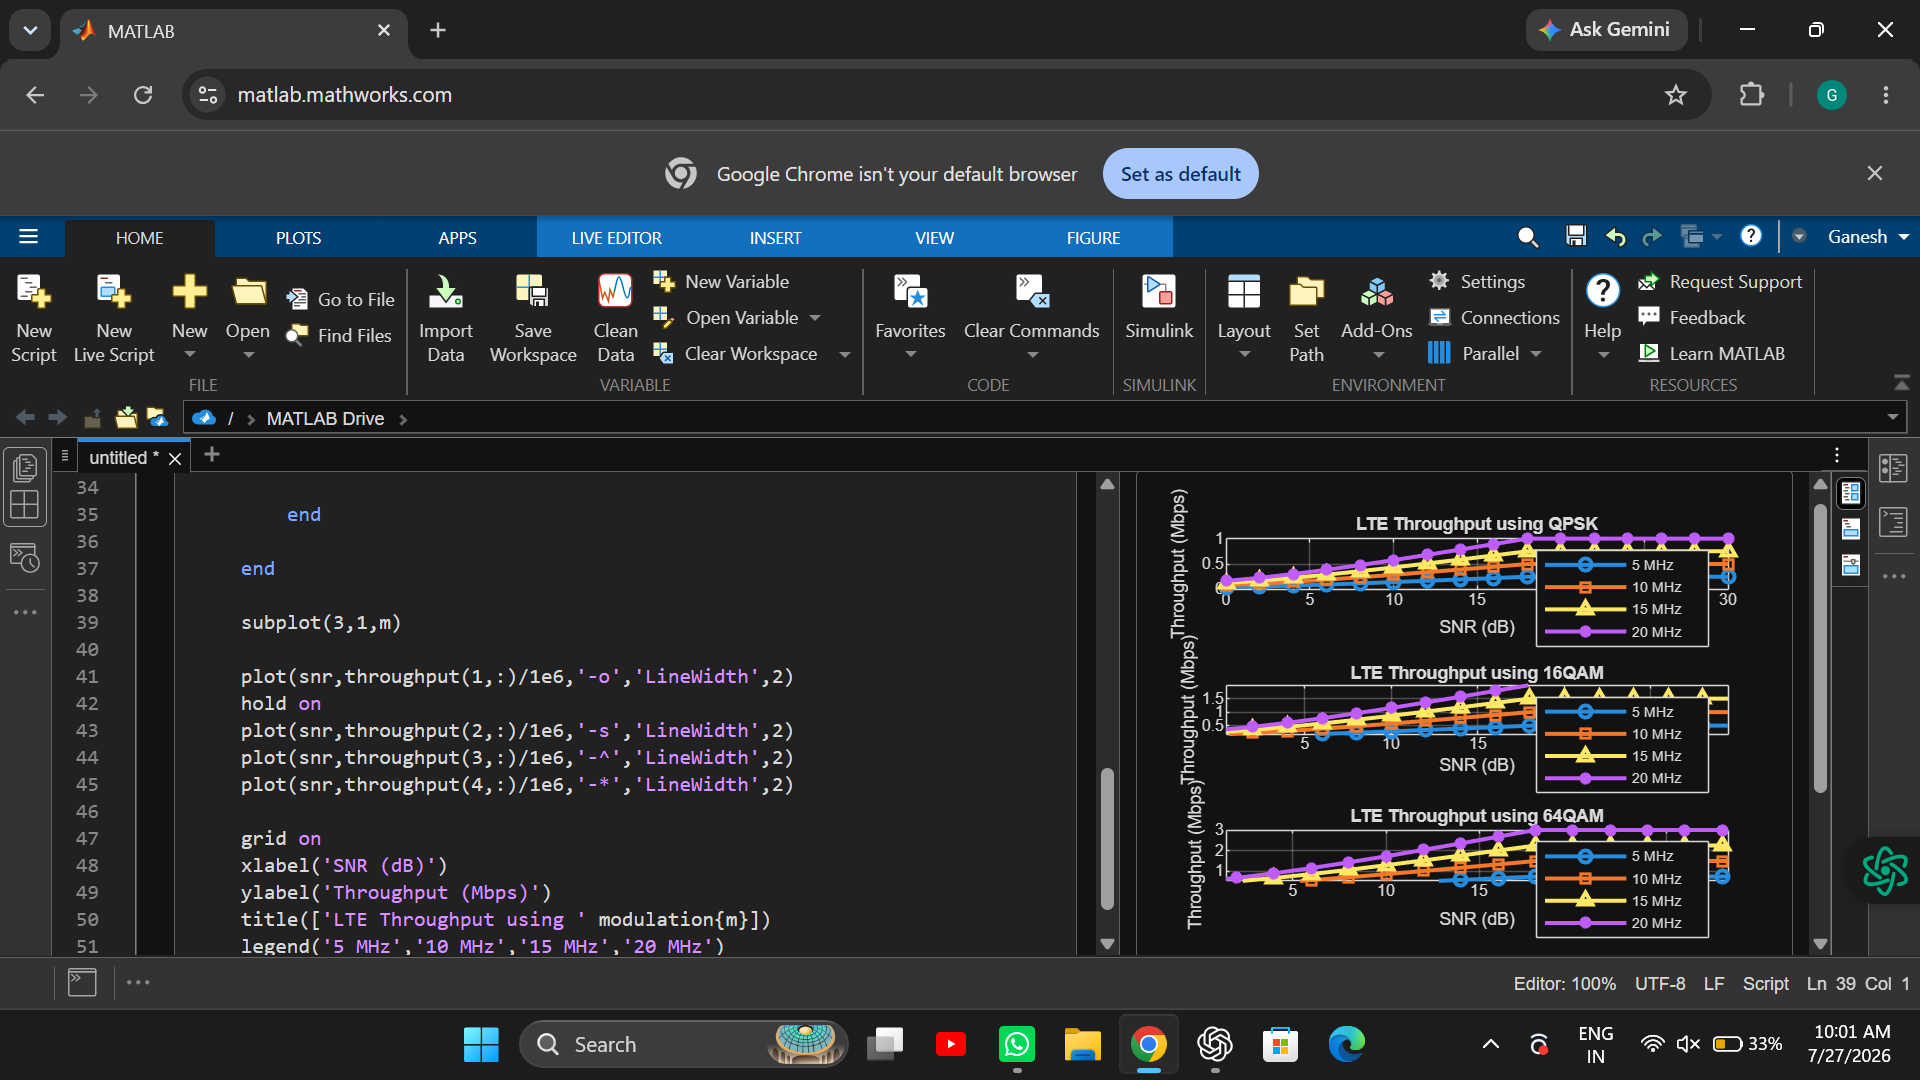 MATLAB
Ask Gemini
matlab.mathworks.com
G
Google Chrome isn't your default browser
Set as default
HOME
PLOTS
APPS
LIVE EDITOR
INSERT
VIEW
FIGURE
Ganesh
New Script
New Live Script
New
Open
Go to File
Find Files
FILE
Import Data
Save Workspace
Clean Data
New Variable
Open Variable
Clear Workspace
VARIABLE
Favorites
Clear Commands
CODE
Simulink
SIMULINK
Layout
Set Path
Add-Ons
Settings
Connections
Parallel
ENVIRONMENT
Help
Request Support
Feedback
Learn MATLAB
RESOURCES
/ › MATLAB Drive ›
untitled *
34
35 end
36
37 end
38
39 subplot(3,1,m)
40
41 plot(snr,throughput(1,:)/1e6,'-o','LineWidth',2)
42 hold on
43 plot(snr,throughput(2,:)/1e6,'-s','LineWidth',2)
44 plot(snr,throughput(3,:)/1e6,'-^','LineWidth',2)
45 plot(snr,throughput(4,:)/1e6,'-*','LineWidth',2)
46
47 grid on
48 xlabel('SNR (dB)')
49 ylabel('Throughput (Mbps)')
50 title(['LTE Throughput using ' modulation{m}])
51 legend('5 MHz','10 MHz','15 MHz','20 MHz')
LTE Throughput using QPSK
Throughput (Mbps)
1
0.5
0
0 5 10 15 30
SNR (dB)
5 MHz
10 MHz
15 MHz
20 MHz
LTE Throughput using 16QAM
Throughput (Mbps)
1.5
1
0.5
5 10 15
SNR (dB)
5 MHz
10 MHz
15 MHz
20 MHz
LTE Throughput using 64QAM
Throughput (Mbps)
3
2
1
5 10 15
SNR (dB)
5 MHz
10 MHz
15 MHz
20 MHz
Editor: 100% UTF-8 LF Script Ln 39 Col 1
Search
ENG
IN
33%
10:01 AM
7/27/2026